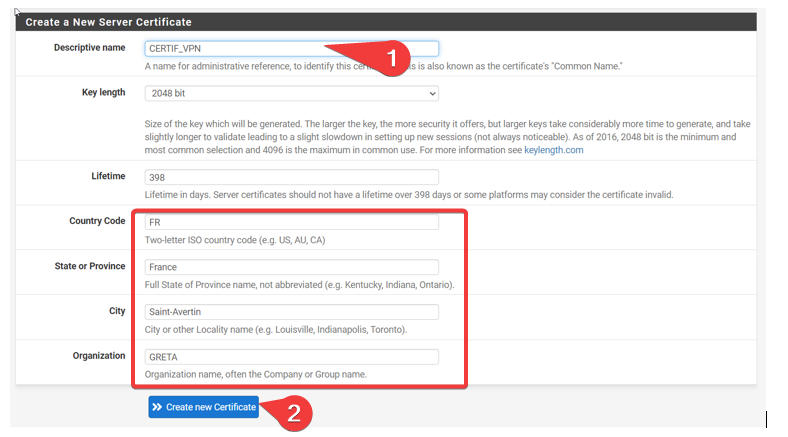 Create a New Server Certificate
Descriptive name
CERTIF_VPN
1
A name for administrative reference, to identify this is also known as the certificate's "Common Name."
Key length
2048 bit
Size of the key which will be generated. The larger the key, the more security it offers, but larger keys take considerably more time to generate, and take
slightly longer to validate leading to a slight slowdown in setting up new sessions (not always noticeable). As of 2016, 2048 bit is the minimum and
most common selection and 4096 is the maximum in common use. For more information see keylength.com
Lifetime
398
Lifetime in days. Server certificates should not have a lifetime over 398 days or some platforms may consider the certificate invalid.
Country Code
FR
Two-letter ISO country code (e.g. US, AU, CA)
State or Province
France
Full State of Province name, not abbreviated (e.g. Kentucky, Indiana, Ontario).
City
Saint-Avertin
City or other Locality name (e.g. Louisville, Indianapolis, Toronto).
Organization
GRETA
Organization name, often the Company or Group name.
» Create new Certificate
2